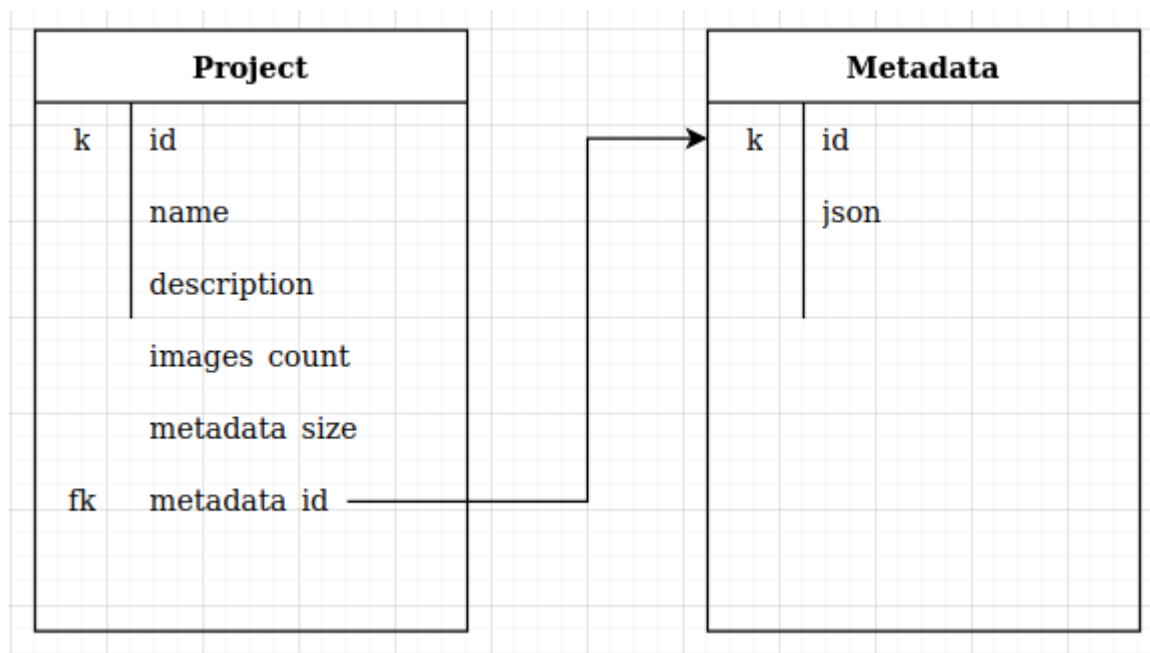 Project
k id
name
description
images count
metadata size
fk metadata id
Metadata
k id
json